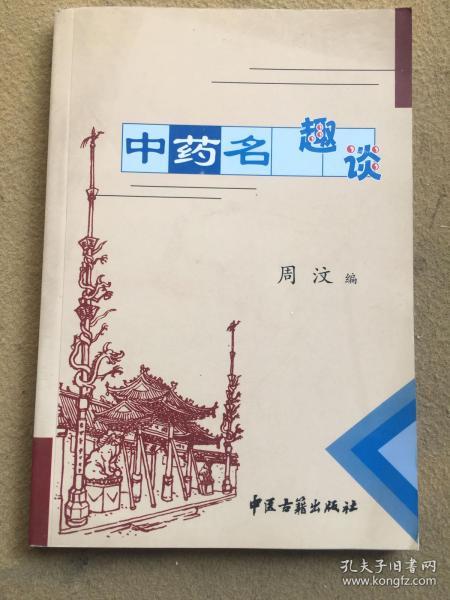 中药名趣谈
周汶 编
中医古籍出版社
孔夫子旧书网
www.kongfz.com